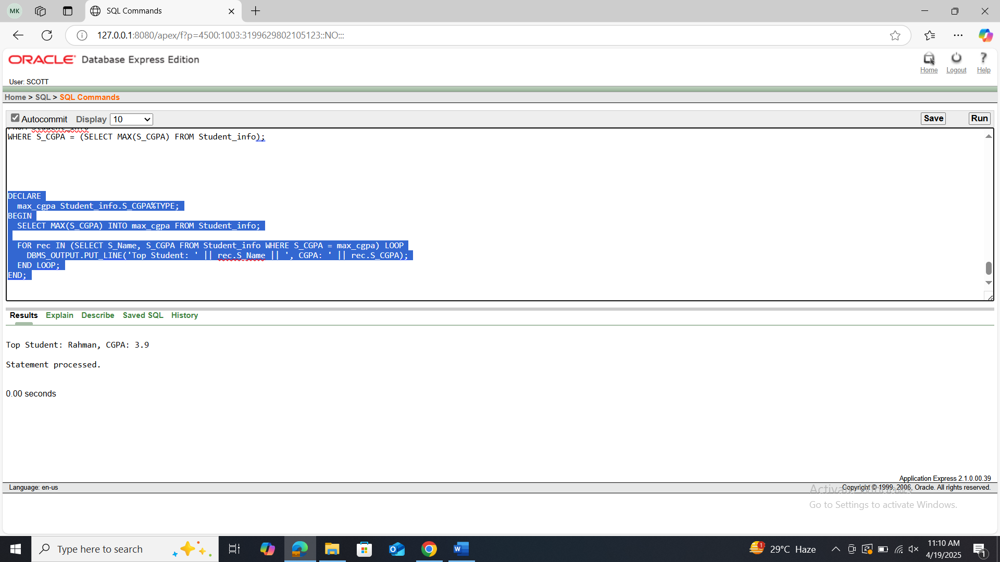 MK
SQL Commands
127.0.0.1:8080/apex/f?p=4500:1003:3199629802105123::NO:::
ORACLE Database Express Edition
Home Logout Help
User: SCOTT
Home > SQL > SQL Commands
Autocommit Display 10 Save Run
FROM Student_info
WHERE S_CGPA = (SELECT MAX(S_CGPA) FROM Student_info);
DECLARE
max_cgpa Student_info.S_CGPA%TYPE;
BEGIN
SELECT MAX(S_CGPA) INTO max_cgpa FROM Student_info;
FOR rec IN (SELECT S_Name, S_CGPA FROM Student_info WHERE S_CGPA = max_cgpa) LOOP
DBMS_OUTPUT.PUT_LINE('Top Student: ' || rec.S_Name || ', CGPA: ' || rec.S_CGPA);
END LOOP;
END;
Results Explain Describe Saved SQL History
Top Student: Rahman, CGPA: 3.9
Statement processed.
0.00 seconds
Application Express 2.1.0.00.39
Language: en-us Copyright © 1999, 2006, Oracle. All rights reserved.
Activate Windows
Go to Settings to activate Windows.
Type here to search
1
29°C Haze
11:10 AM
4/19/2025
1